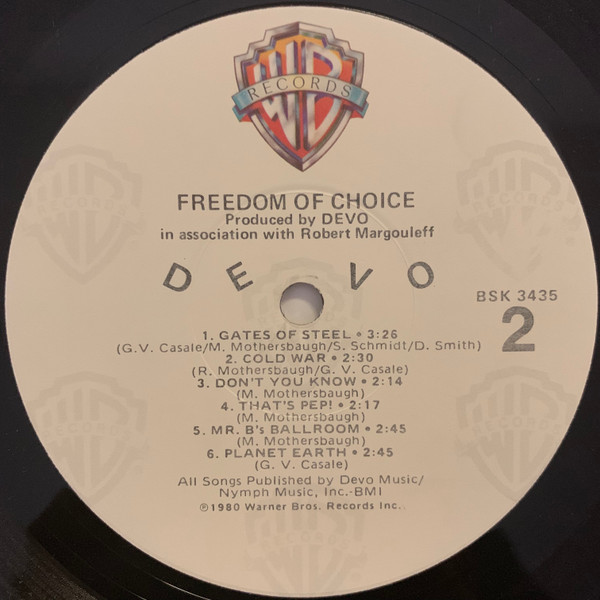 WB
RECORDS
FREEDOM OF CHOICE
Produced by DEVO
in association with Robert Margouleff
DEVO
BSK 3435
2
1. GATES OF STEEL • 3:26
(G.V. Casale/M. Mothersbaugh/S. Schmidt/D. Smith)
2. COLD WAR • 2:30
(R. Mothersbaugh/G. V. Casale)
3. DON'T YOU KNOW • 2:14
(M. Mothersbaugh)
4. THAT'S PEP! • 2:17
(M. Mothersbaugh)
5. MR. B's BALLROOM • 2:45
(M. Mothersbaugh)
6. PLANET EARTH • 2:45
(G. V. Casale)
All Songs Published by Devo Music/
Nymph Music, Inc.-BMI
℗1980 Warner Bros. Records Inc.